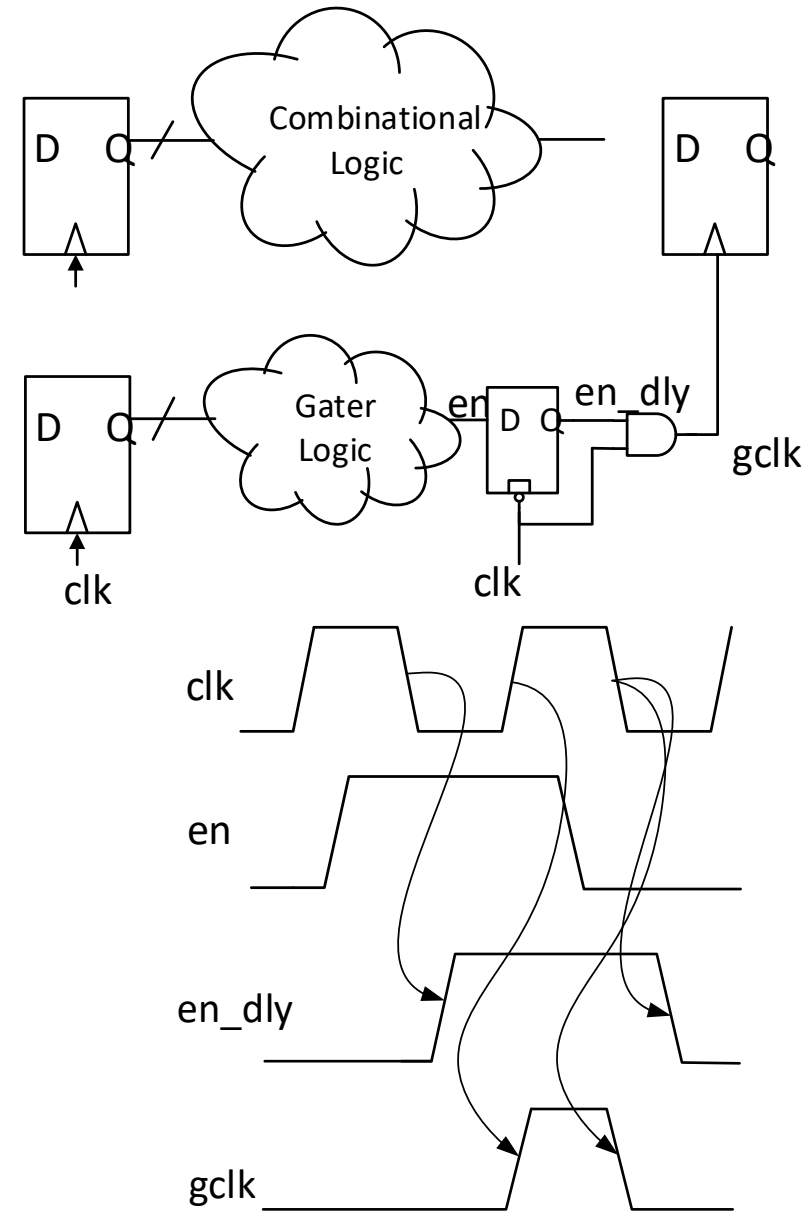 Combinational
Logic
D Q
D Q
Gater
Logic
D Q
en
D Q
en_dly
gclk
clk
clk
clk
en
en_dly
gclk